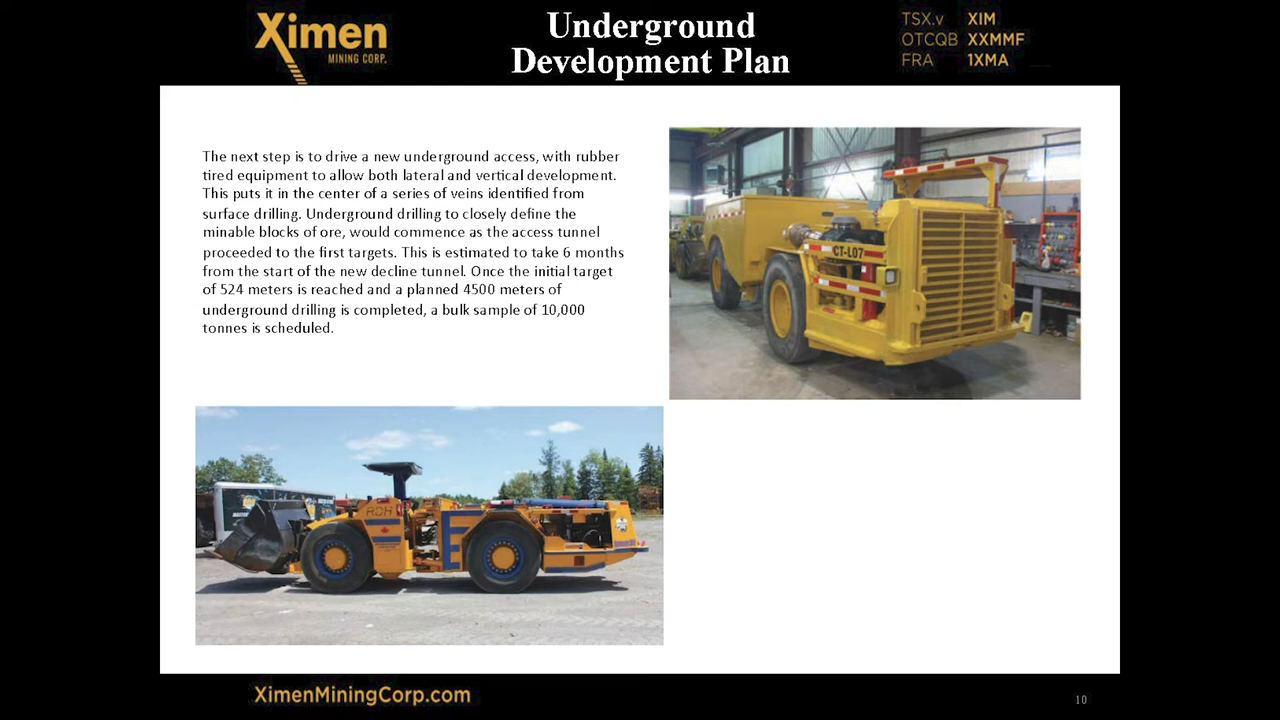 Ximen
MINING CORP.
Underground
Development Plan
TSX.v XIM
OTCQB XXMMF
FRA 1XMA
The next step is to drive a new underground access, with rubber
tired equipment to allow both lateral and vertical development.
This puts it in the center of a series of veins identified from
surface drilling. Underground drilling to closely define the
minable blocks of ore, would commence as the access tunnel
proceeded to the first targets. This is estimated to take 6 months
from the start of the new decline tunnel. Once the initial target
of 524 meters is reached and a planned 4500 meters of
underground drilling is completed, a bulk sample of 10,000
tonnes is scheduled.
CT-L07
RDH
XimenMiningCorp.com
10